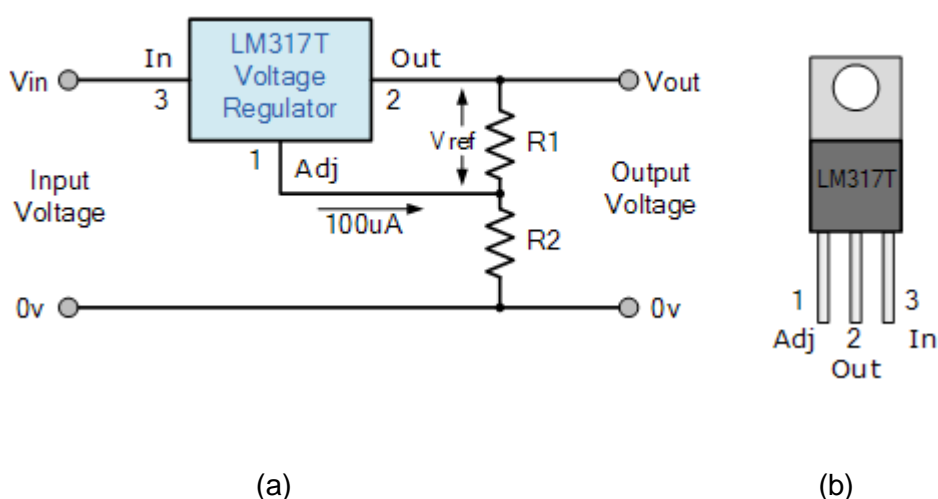 LM317T
Voltage
Regulator
In
3
Out
2
1
Adj
Vin
Vout
Vref
R1
R2
100uA
Input
Voltage
Output
Voltage
0v
0v
(a)
LM317T
1
Adj
2
Out
3
In
(b)